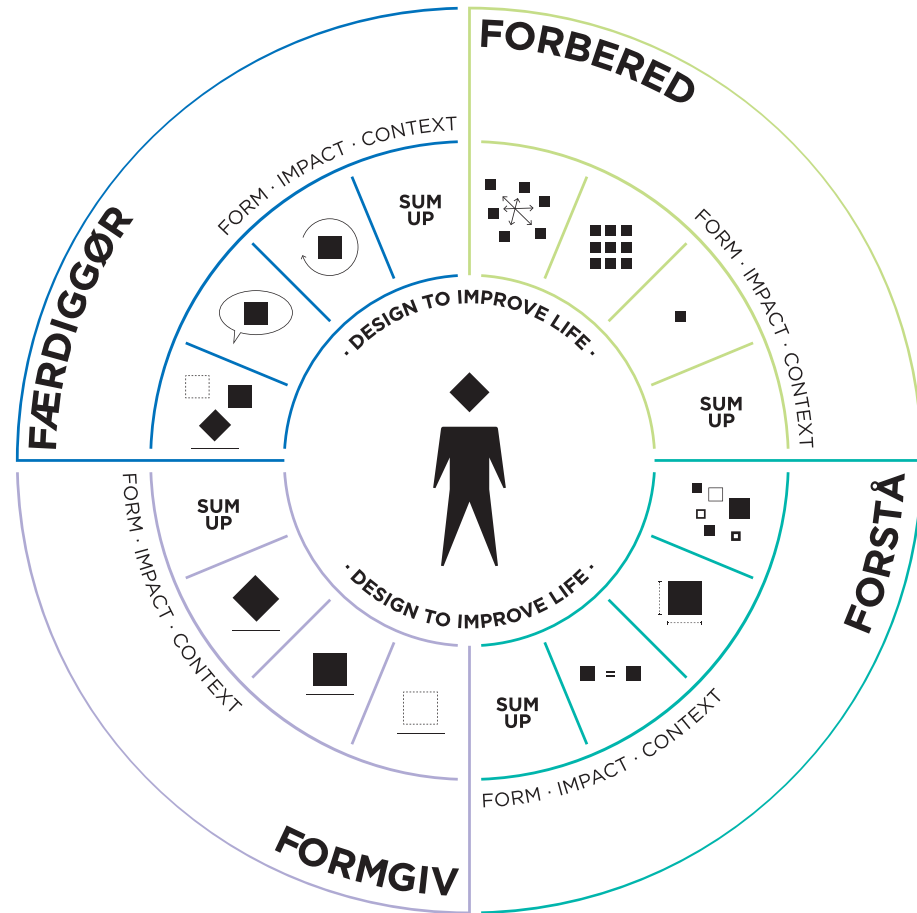 FORBERED
FORM · IMPACT · CONTEXT
SUM
UP
FORSTÅ
FORM · IMPACT · CONTEXT
=
SUM
UP
FORMGIV
FORM · IMPACT · CONTEXT
SUM
UP
FÆRDIGGØR
FORM · IMPACT · CONTEXT
SUM
UP
· DESIGN TO IMPROVE LIFE ·
· DESIGN TO IMPROVE LIFE ·